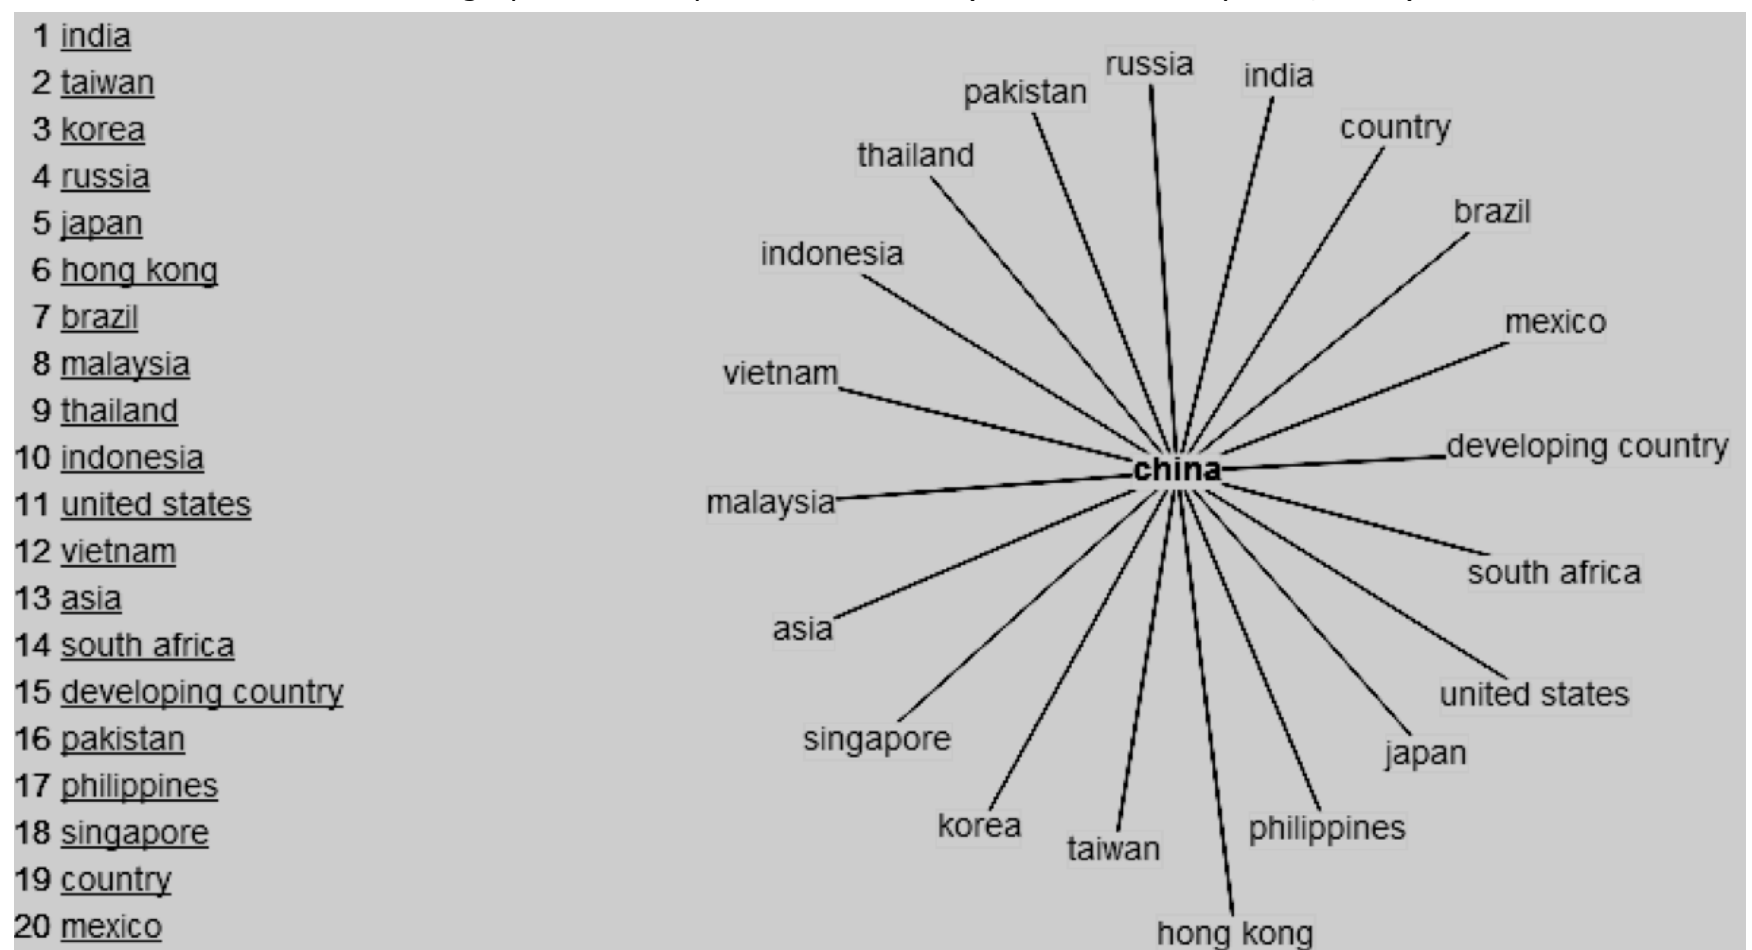 1 india
2 taiwan
3 korea
4 russia
5 japan
6 hong kong
7 brazil
8 malaysia
9 thailand
10 indonesia
11 united states
12 vietnam
13 asia
14 south africa
15 developing country
16 pakistan
17 philippines
18 singapore
19 country
20 mexico
russia
india
pakistan
country
thailand
brazil
indonesia
mexico
vietnam
developing country
china
malaysia
south africa
asia
united states
singapore
japan
korea
philippines
taiwan
hong kong